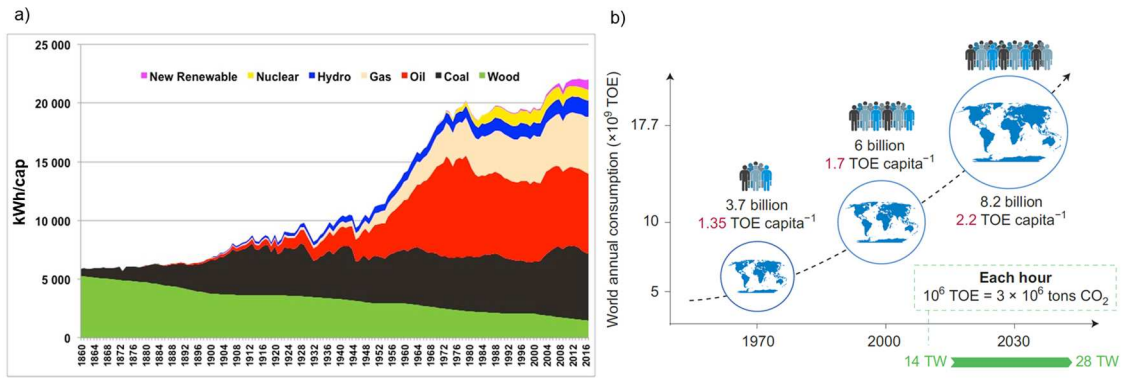 a)
25 000
20 000
15 000
10 000
5 000
0
kWh/cap
New Renewable Nuclear Hydro Gas Oil Coal Wood
1860 1864 1868 1872 1876 1880 1884 1888 1892 1896 1900 1904 1908 1912 1916 1920 1924 1928 1932 1936 1940 1944 1948 1952 1956 1960 1964 1968 1972 1976 1980 1984 1988 1992 1996 2000 2004 2008 2012 2016
b)
World annual consumption (×10⁹ TOE)
17.7
10
5
3.7 billion
1.35 TOE capita⁻¹
6 billion
1.7 TOE capita⁻¹
8.2 billion
2.2 TOE capita⁻¹
Each hour
10⁶ TOE = 3 × 10⁶ tons CO₂
1970 2000 2030
14 TW 28 TW